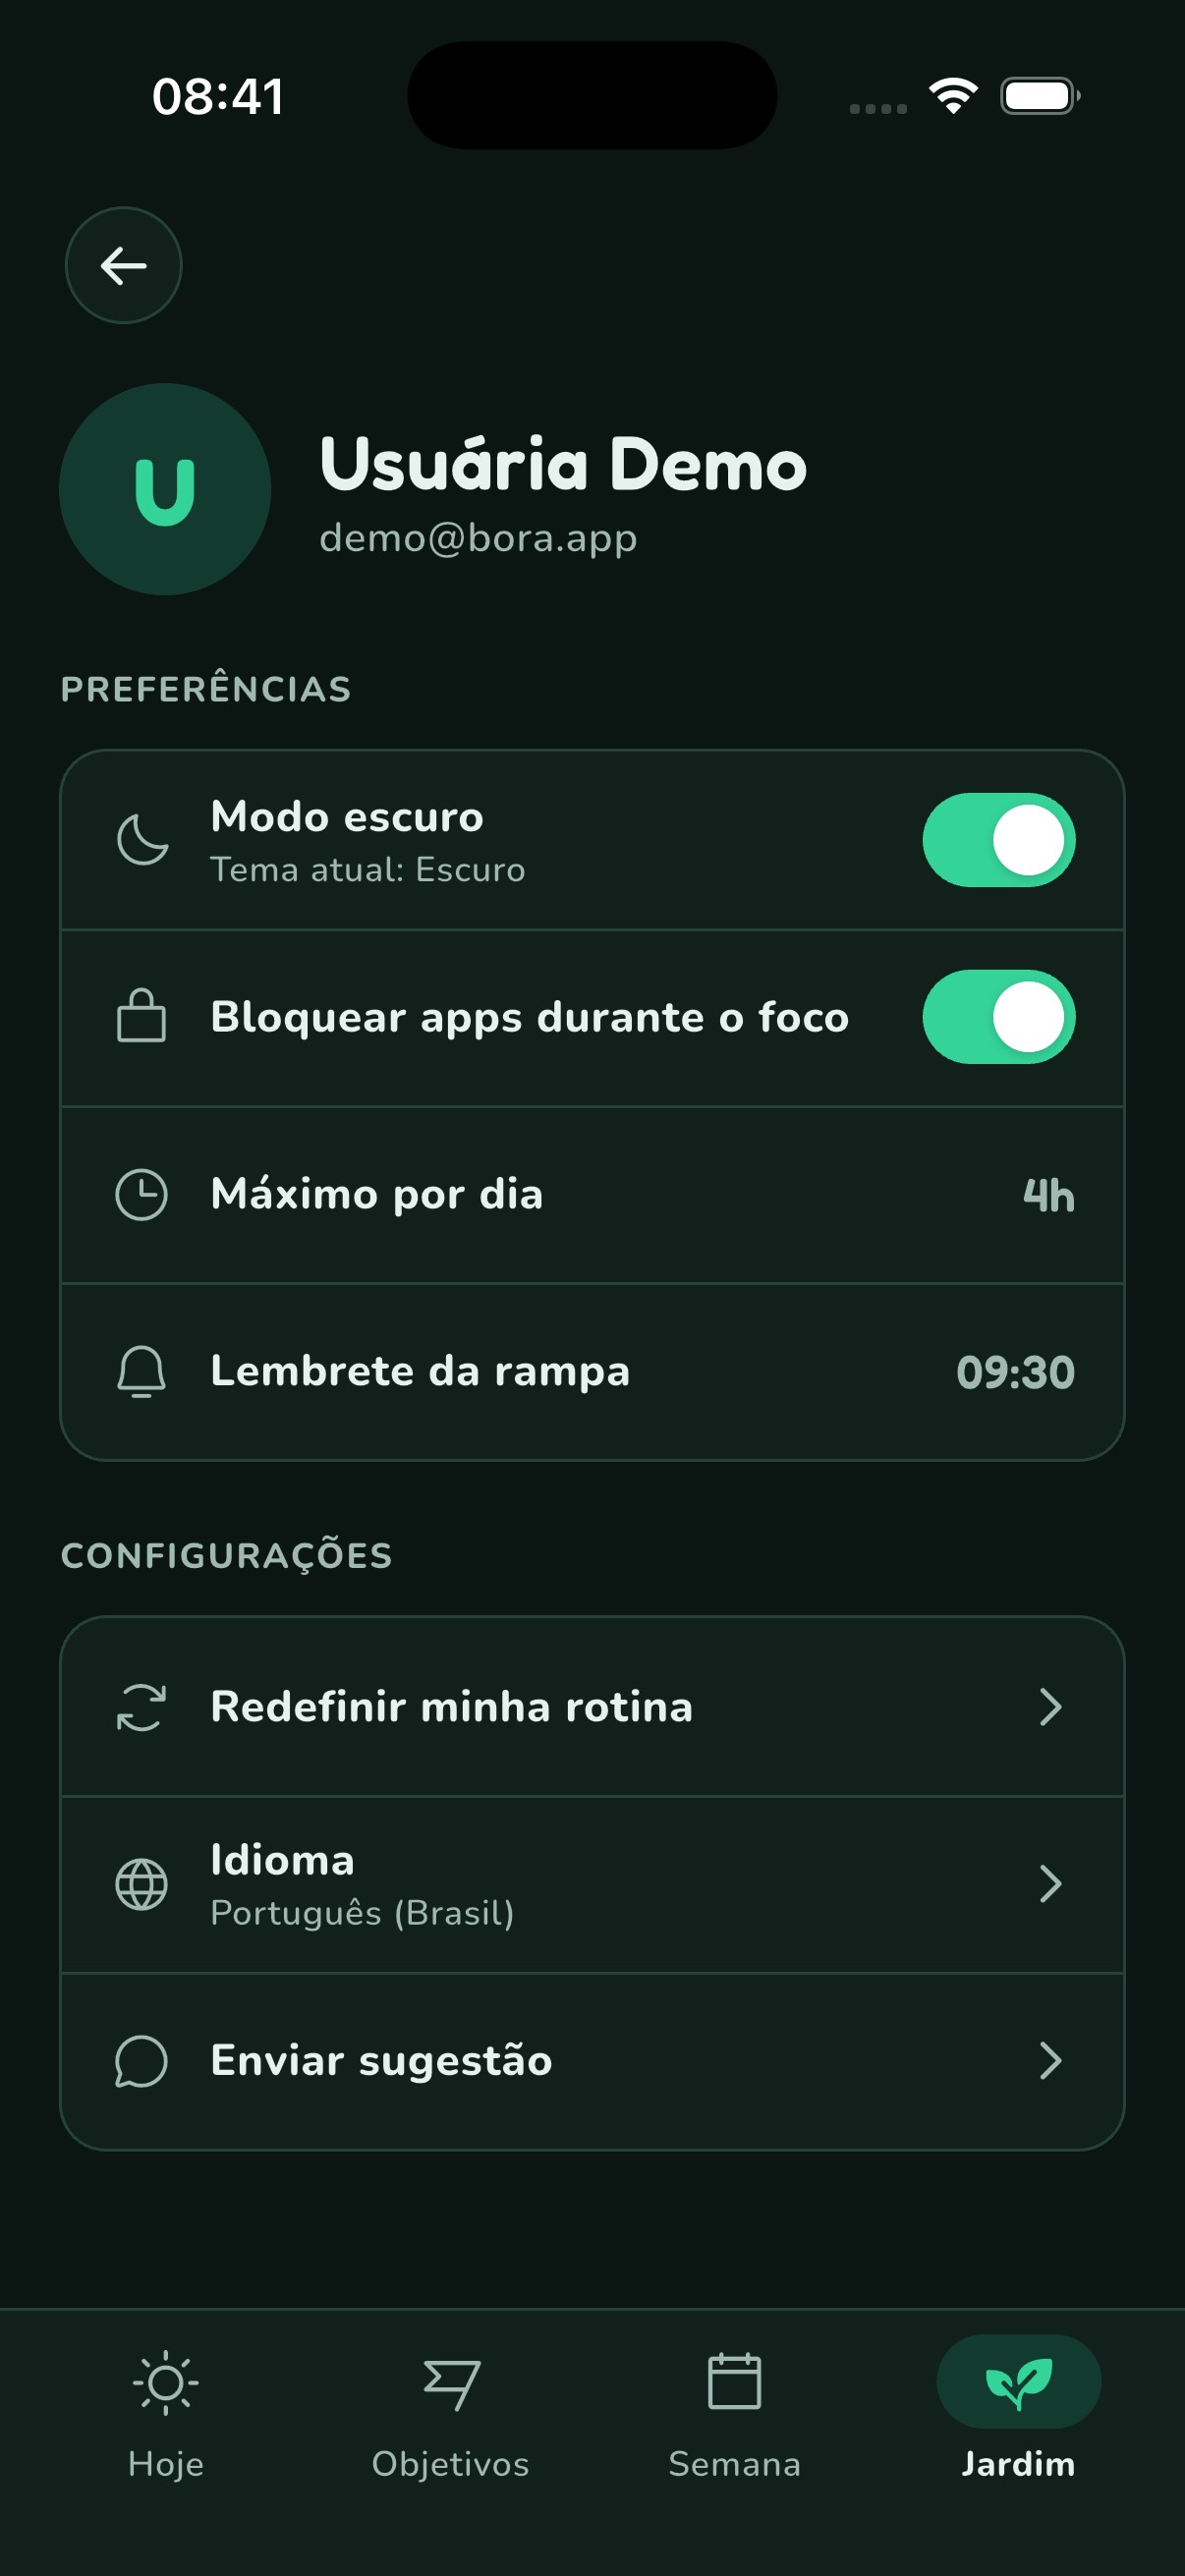 08:41
U
Usuária Demo
demo@bora.app
PREFERÊNCIAS
Modo escuro
Tema atual: Escuro
Bloquear apps durante o foco
Máximo por dia
4h
Lembrete da rampa
09:30
CONFIGURAÇÕES
Redefinir minha rotina
Idioma
Português (Brasil)
Enviar sugestão
Hoje
Objetivos
Semana
Jardim